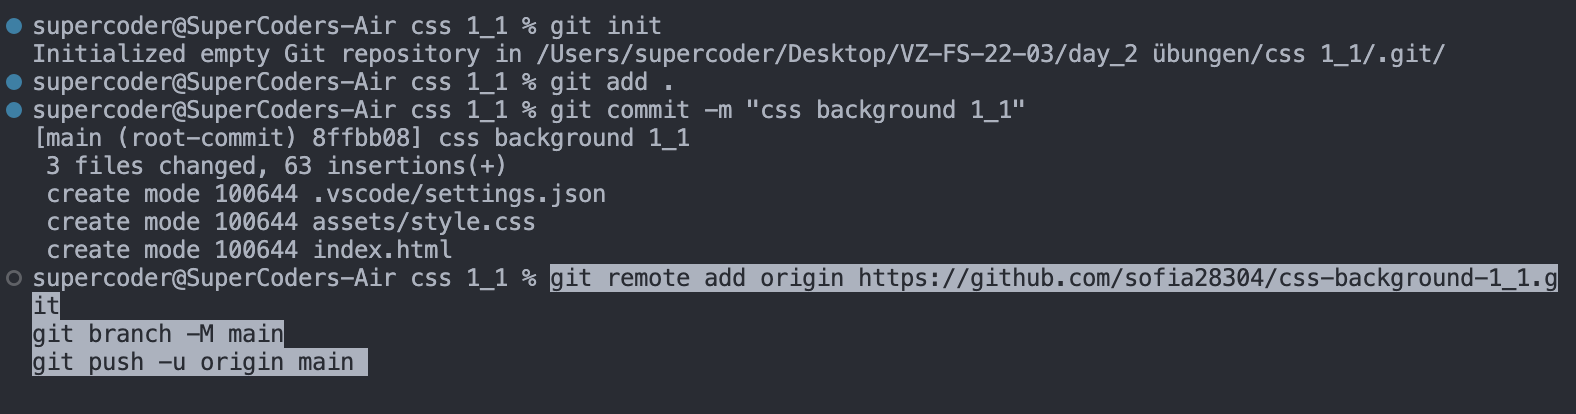 supercoder@SuperCoders-Air css 1_1 % git init
Initialized empty Git repository in /Users/supercoder/Desktop/VZ-FS-22-03/day_2 übungen/css 1_1/.git/
supercoder@SuperCoders-Air css 1_1 % git add .
supercoder@SuperCoders-Air css 1_1 % git commit -m "css background 1_1"
[main (root-commit) 8ffbb08] css background 1_1
 3 files changed, 63 insertions(+)
 create mode 100644 .vscode/settings.json
 create mode 100644 assets/style.css
 create mode 100644 index.html
supercoder@SuperCoders-Air css 1_1 % git remote add origin https://github.com/sofia28304/css-background-1_1.g
it
git branch -M main
git push -u origin main